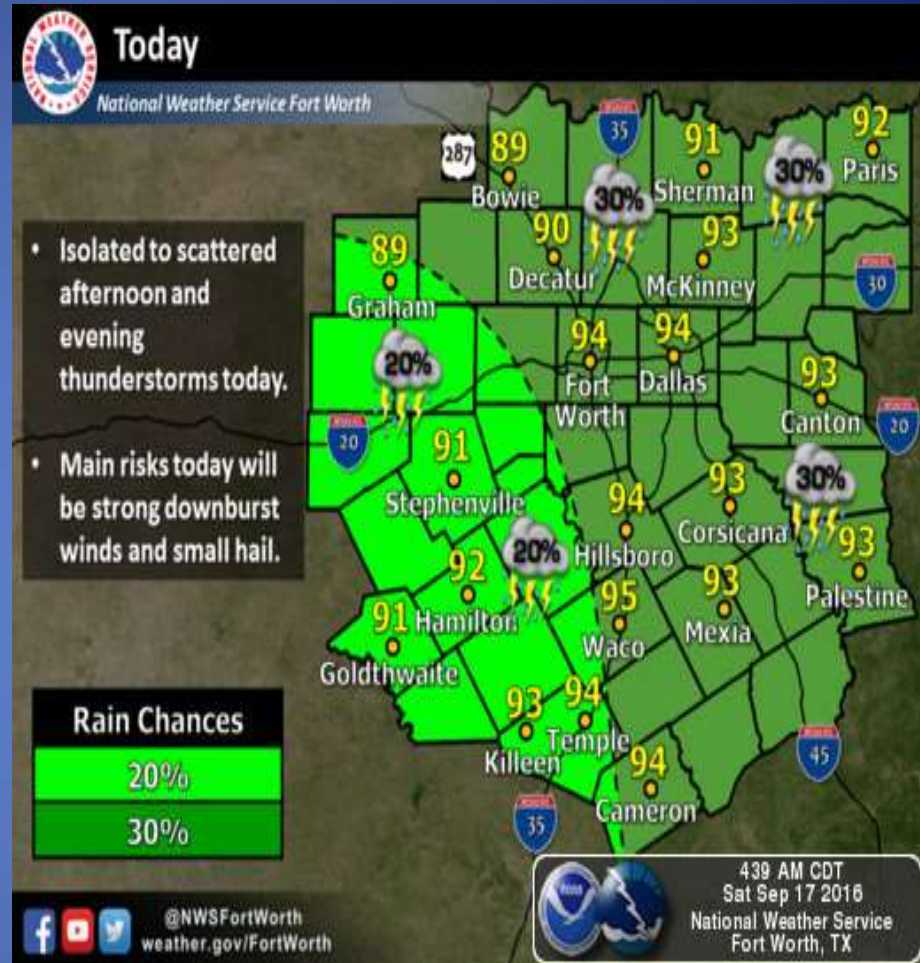 NATIONAL WEATHER SERVICE
Today
National Weather Service Fort Worth
• Isolated to scattered
afternoon and
evening
thunderstorms today.
• Main risks today will
be strong downburst
winds and small hail.
287
89
Bowie
35
91
Sherman
30%
92
Paris
30%
90
Decatur
93
McKinney
30
89
Graham
20%
94
Fort
Worth
94
Dallas
93
Canton
20
20
91
Stephenville
94
Hillsboro
93
Corsicana
30%
93
Palestine
20%
92
Hamilton
95
Waco
93
Mexia
91
Goldthwaite
93
Killeen
94
Temple
94
Cameron
45
35
Rain Chances
20%
30%
@NWSFortWorth
weather.gov/FortWorth
NOAA
439 AM CDT
Sat Sep 17 2016
National Weather Service
Fort Worth, TX